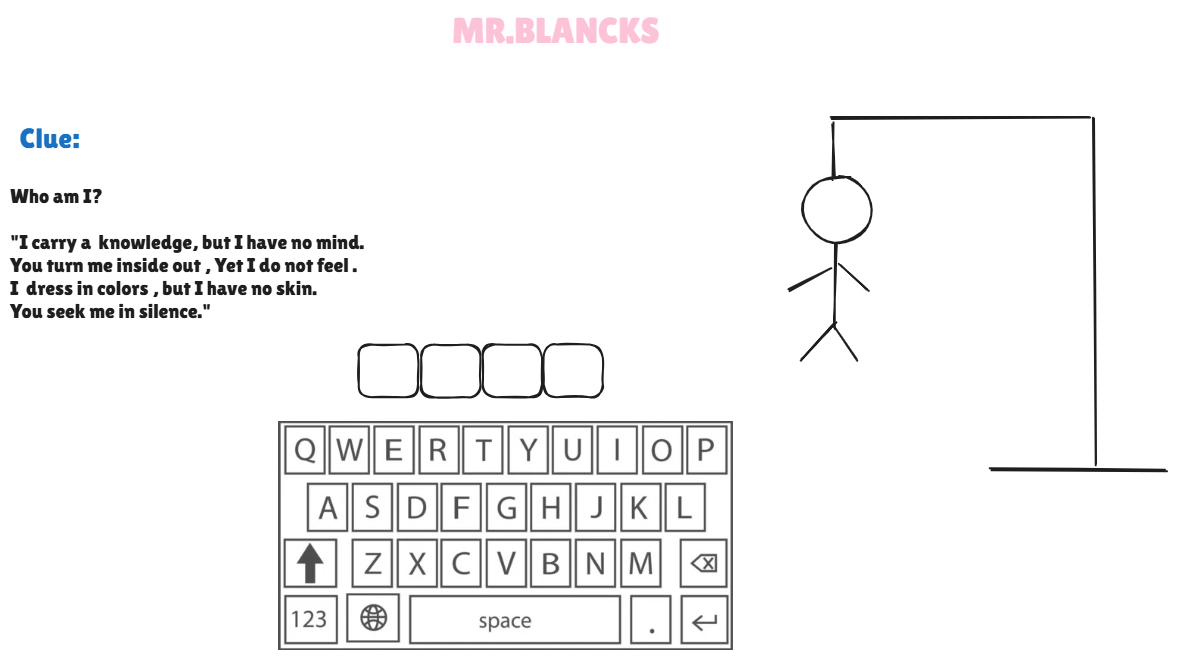 MR.BLANCKS
Clue:
Who am I?
"I carry a knowledge, but I have no mind.
You turn me inside out , Yet I do not feel .
I dress in colors , but I have no skin.
You seek me in silence."
Q W E R T Y U I O P
A S D F G H J K L
Z X C V B N M
123 space .